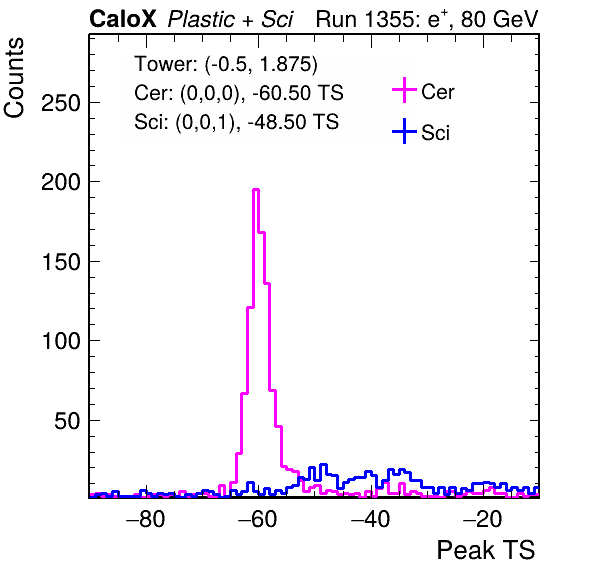 CaloX Plastic + Sci Run 1355: e⁺, 80 GeV
Counts
Tower: (-0.5, 1.875)
Cer: (0,0,0), -60.50 TS
Sci: (0,0,1), -48.50 TS
Cer
Sci
250
200
150
100
50
−80 −60 −40 −20
Peak TS